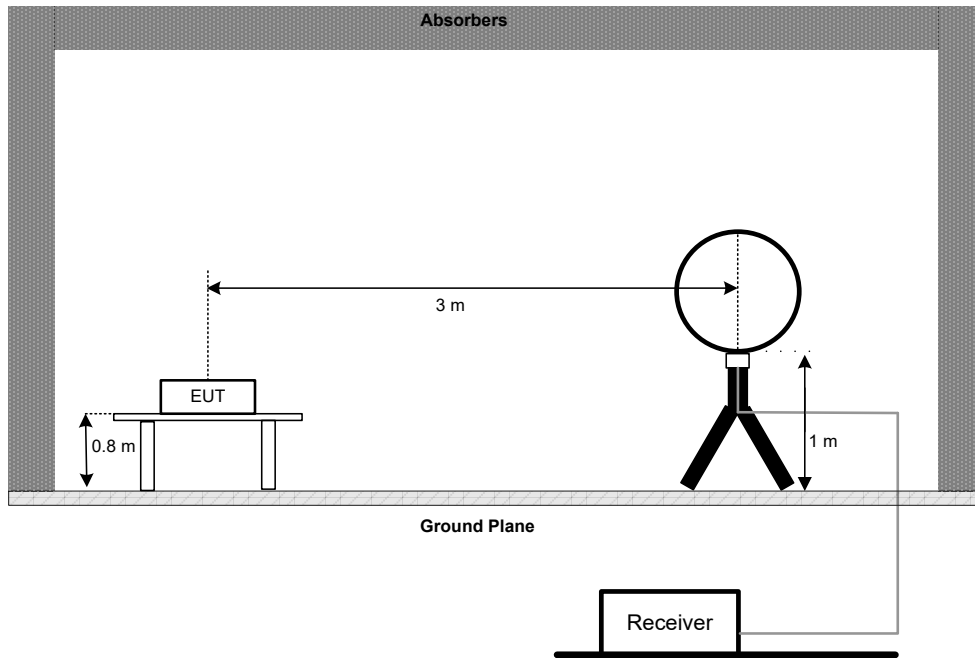 Absorbers
3 m
EUT
0.8 m
1 m
Ground Plane
Receiver